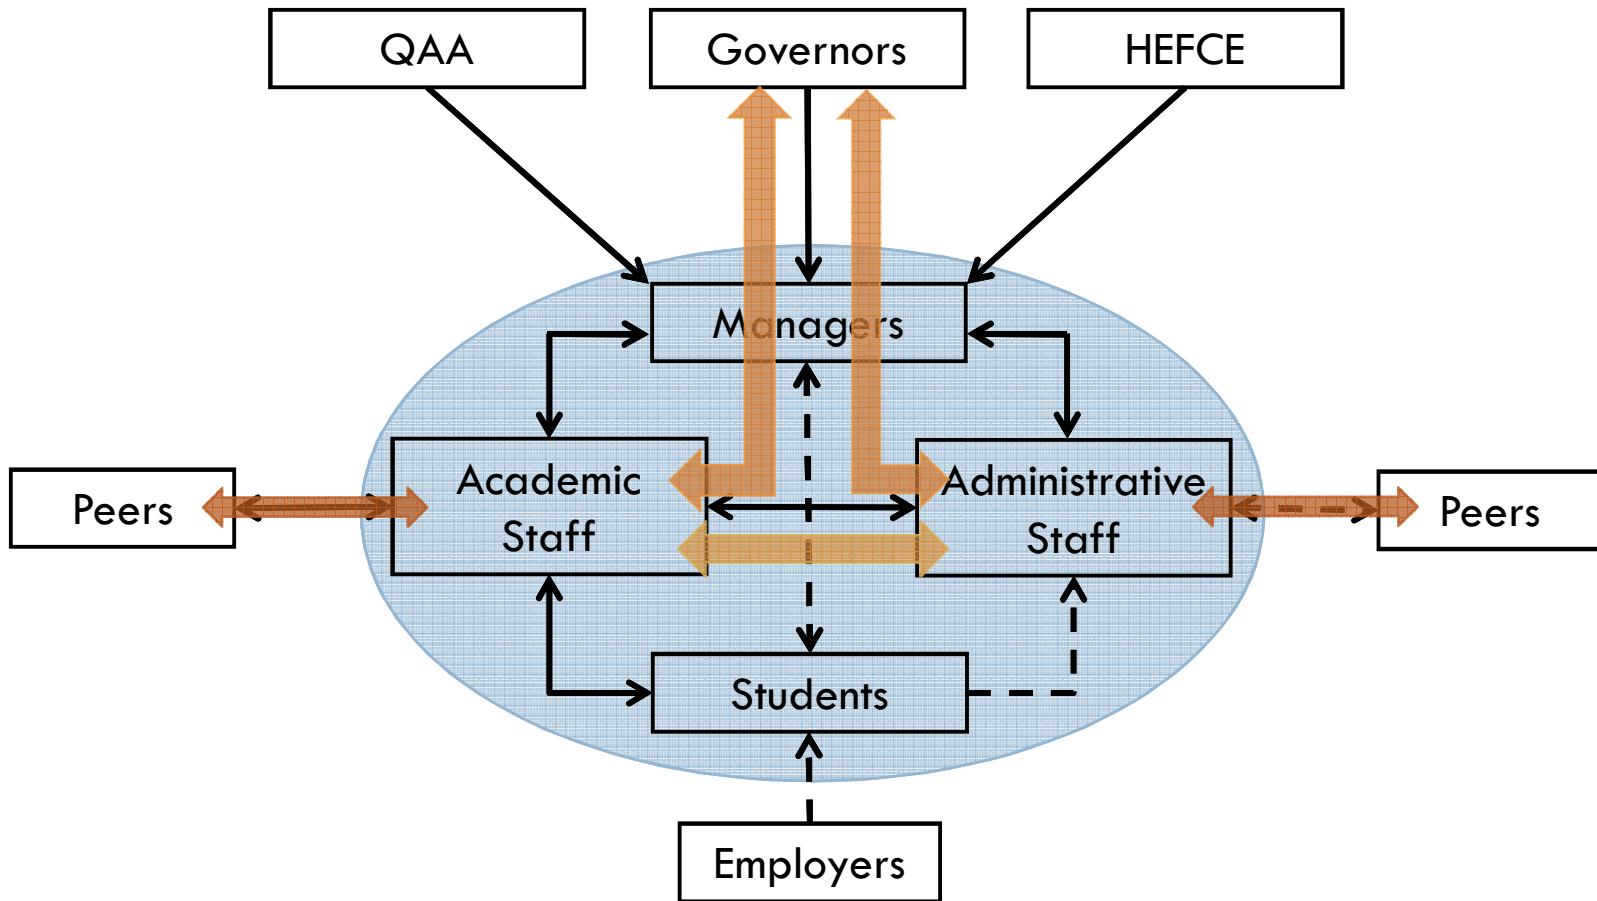 QAA
Governors
HEFCE
Managers
Peers
Academic
Staff
Administrative
Staff
Peers
Students
Employers